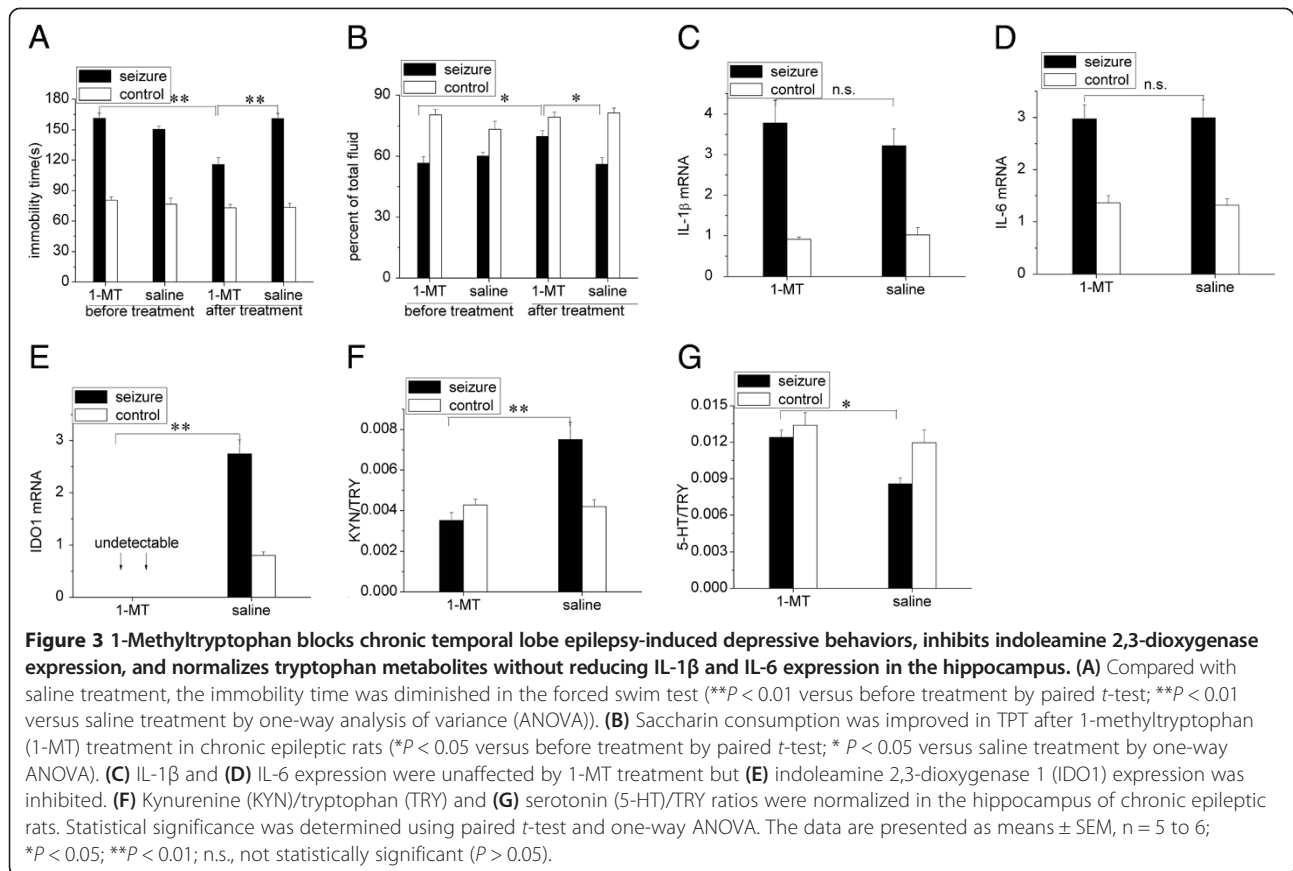 A
seizure
control
**
**
180
150
120
90
60
30
0
immobility time(s)
1-MT saline 1-MT saline
before treatment after treatment
B
seizure
control
*
*
90
60
30
0
percent of total fluid
1-MT saline 1-MT saline
before treatment after treatment
C
seizure
control
n.s.
4
3
2
1
0
IL-1β mRNA
1-MT saline
D
seizure
control
n.s.
3
2
1
0
IL-6 mRNA
1-MT saline
E
seizure
control
**
3
2
1
0
IDO1 mRNA
undetectable
1-MT saline
F
seizure
control
**
0.008
0.006
0.004
0.002
0.000
KYN/TRY
1-MT saline
G
seizure
control
*
0.015
0.012
0.009
0.006
0.003
0.000
5-HT/TRY
1-MT saline
Figure 3 1-Methyltryptophan blocks chronic temporal lobe epilepsy-induced depressive behaviors, inhibits indoleamine 2,3-dioxygenase
expression, and normalizes tryptophan metabolites without reducing IL-1β and IL-6 expression in the hippocampus. (A) Compared with
saline treatment, the immobility time was diminished in the forced swim test (**P < 0.01 versus before treatment by paired t-test; **P < 0.01
versus saline treatment by one-way analysis of variance (ANOVA)). (B) Saccharin consumption was improved in TPT after 1-methyltryptophan
(1-MT) treatment in chronic epileptic rats (*P < 0.05 versus before treatment by paired t-test; * P < 0.05 versus saline treatment by one-way
ANOVA). (C) IL-1β and (D) IL-6 expression were unaffected by 1-MT treatment but (E) indoleamine 2,3-dioxygenase 1 (IDO1) expression was
inhibited. (F) Kynurenine (KYN)/tryptophan (TRY) and (G) serotonin (5-HT)/TRY ratios were normalized in the hippocampus of chronic epileptic
rats. Statistical significance was determined using paired t-test and one-way ANOVA. The data are presented as means ± SEM, n = 5 to 6;
*P < 0.05; **P < 0.01; n.s., not statistically significant (P > 0.05).